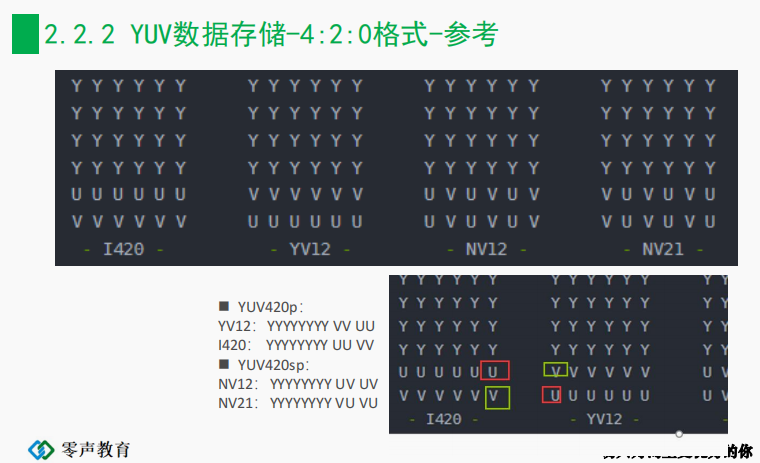 2.2.2 YUV数据存储-4:2:0格式-参考
Y Y Y Y Y Y Y Y Y Y Y Y Y Y Y Y Y Y Y Y Y Y Y Y
Y Y Y Y Y Y Y Y Y Y Y Y Y Y Y Y Y Y Y Y Y Y Y Y
Y Y Y Y Y Y Y Y Y Y Y Y Y Y Y Y Y Y Y Y Y Y Y Y
Y Y Y Y Y Y Y Y Y Y Y Y Y Y Y Y Y Y Y Y Y Y Y Y
U U U U U U V V V V V V U V U V U V V U V U V U
V V V V V V U U U U U U U V U V U V V U V U V U
- I420 - - YV12 - - NV12 - - NV21 -
■ YUV420p:
YV12: YYYYYYYY VV UU
I420: YYYYYYYY UU VV
■ YUV420sp:
NV12: YYYYYYYY UV UV
NV21: YYYYYYYY VU VU
Y Y Y Y Y Y Y Y Y Y Y Y Y Y
Y Y Y Y Y Y Y Y Y Y Y Y Y Y
Y Y Y Y Y Y Y Y Y Y Y Y Y Y
Y Y Y Y Y Y Y Y Y Y Y Y Y Y
U U U U U U V V V V V V U V
V V V V V V U U U U U U U V
- I420 - - YV12 -
零声教育
的你